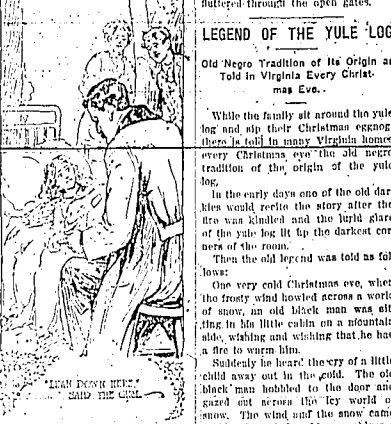 fluttered through the open gates.
LEGEND OF THE YULE LOG
Old Negro Tradition of Its Origin as
Told in Virginia Every Christ-
mas Eve.
While the family sit around the yule
log and sip their Christmas eggnog
there is told in many Virginia homes
every Christmas eve the old negro
tradition of the origin of the yule
log.
In the early days one of the old dar-
kies would recite the story after the
fire was kindled and the lurid glare
of the yule log lit up the darkest cor-
ners of the room.
Then the old legend was told as fol-
lows:
One very cold Christmas eve, when
the frosty wind howled across a world
of snow, an old black man was sit-
ting in his little cabin on a mountain
side, wishing and wishing that he had
a fire to warm him.
Suddenly he heard the cry of a little
child away out in the cold. The old
black man hobbled to the door and
gazed out across the icy world of
snow. The wind and the snow came
"LEAN DOWN HERE,"
SAID THE GIRL